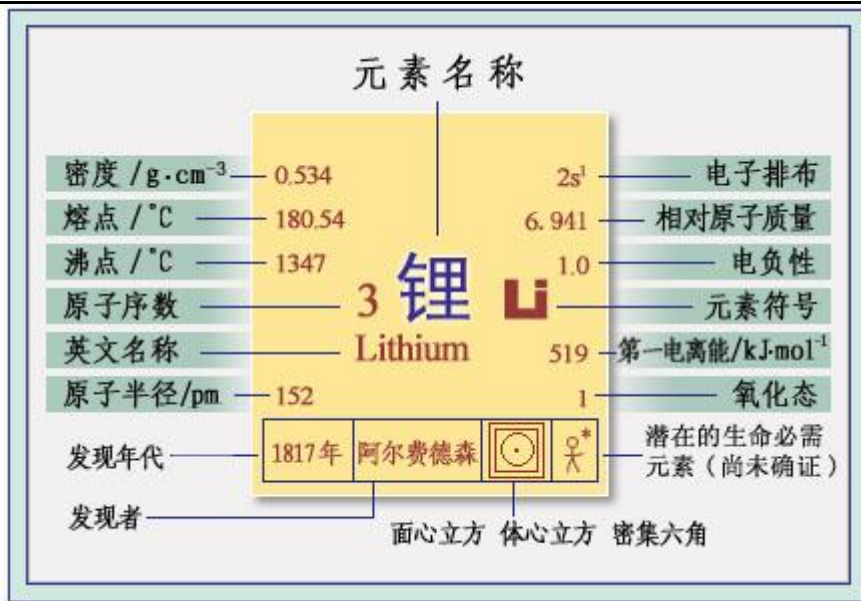 元素名称
密度 /g·cm⁻³ 0.534 2s¹ 电子排布
熔点 /°C 180.54 6.941 相对原子质量
沸点 /°C 1347 1.0 电负性
原子序数 3 锂 Li 元素符号
英文名称 Lithium 519 第一电离能/kJ·mol⁻¹
原子半径/pm 152 1 氧化态
发现年代 1817年 阿尔费德森 * 潜在的生命必需
元素（尚未确证）
发现者
面心立方 体心立方 密集六角